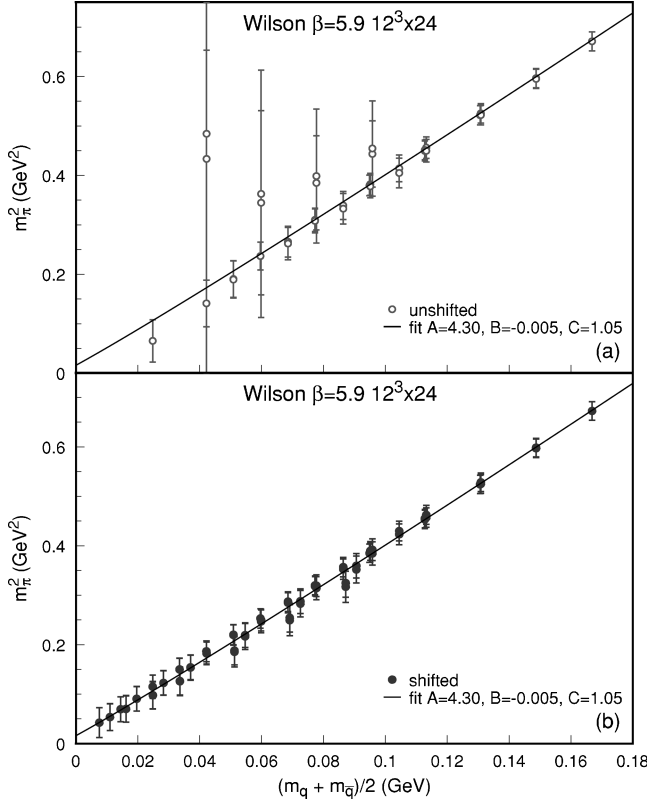 Wilson β=5.9 12³x24
0.6
0.4
0.2
0
m²π (GeV²)
unshifted
fit A=4.30, B=-0.005, C=1.05
(a)
Wilson β=5.9 12³x24
0.6
0.4
0.2
0
m²π (GeV²)
shifted
fit A=4.30, B=-0.005, C=1.05
(b)
0 0.02 0.04 0.06 0.08 0.10 0.12 0.14 0.16 0.18
(mq + mq̄)/2 (GeV)